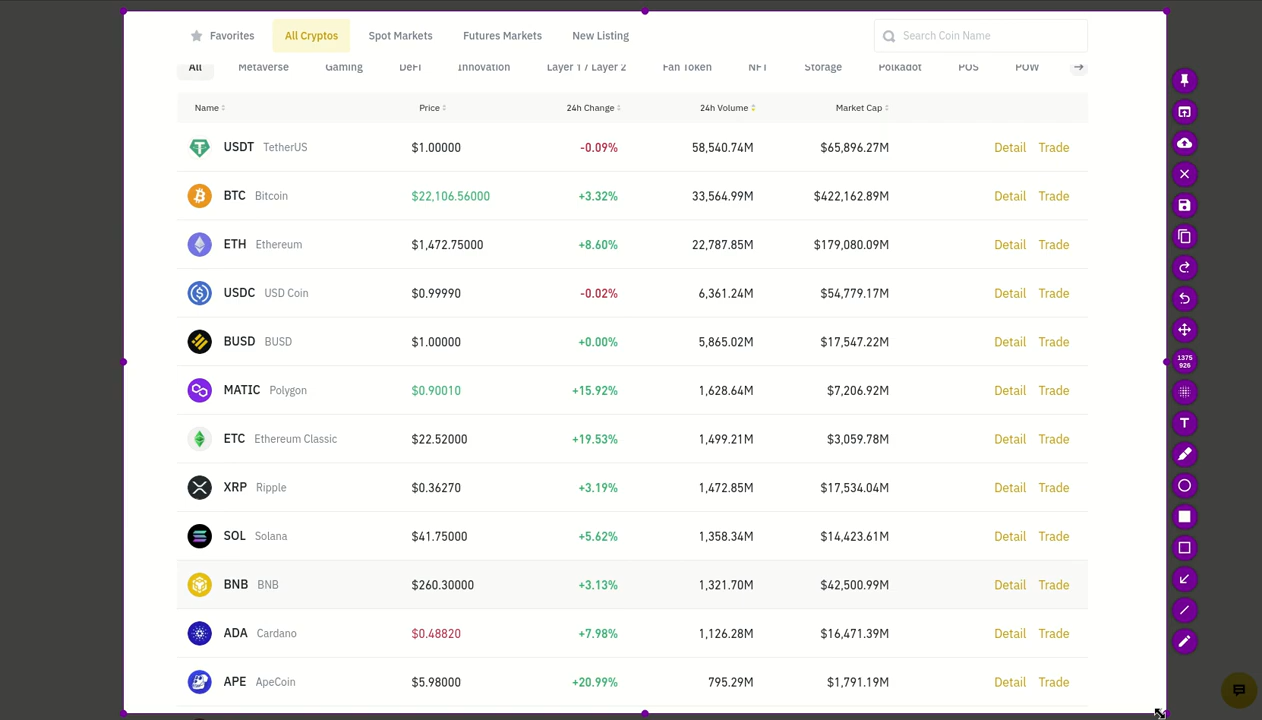 Favorites All Cryptos Spot Markets Futures Markets New Listing Search Coin Name
All Metaverse Gaming DeFi Innovation Layer 1 / Layer 2 Fan Token NFT Storage Polkadot POS POW
Name Price 24h Change 24h Volume Market Cap
USDT TetherUS $1.00000 -0.09% 58,540.74M $65,896.27M Detail Trade
BTC Bitcoin $22,106.56000 +3.32% 33,564.99M $422,162.89M Detail Trade
ETH Ethereum $1,472.75000 +8.60% 22,787.85M $179,080.09M Detail Trade
USDC USD Coin $0.99990 -0.02% 6,361.24M $54,779.17M Detail Trade
BUSD BUSD $1.00000 +0.00% 5,865.02M $17,547.22M Detail Trade
MATIC Polygon $0.90010 +15.92% 1,628.64M $7,206.92M Detail Trade
ETC Ethereum Classic $22.52000 +19.53% 1,499.21M $3,059.78M Detail Trade
XRP Ripple $0.36270 +3.19% 1,472.85M $17,534.04M Detail Trade
SOL Solana $41.75000 +5.62% 1,358.34M $14,423.61M Detail Trade
BNB BNB $260.30000 +3.13% 1,321.70M $42,500.99M Detail Trade
ADA Cardano $0.48820 +7.98% 1,126.28M $16,471.39M Detail Trade
APE ApeCoin $5.98000 +20.99% 795.29M $1,791.19M Detail Trade
1375
926
T